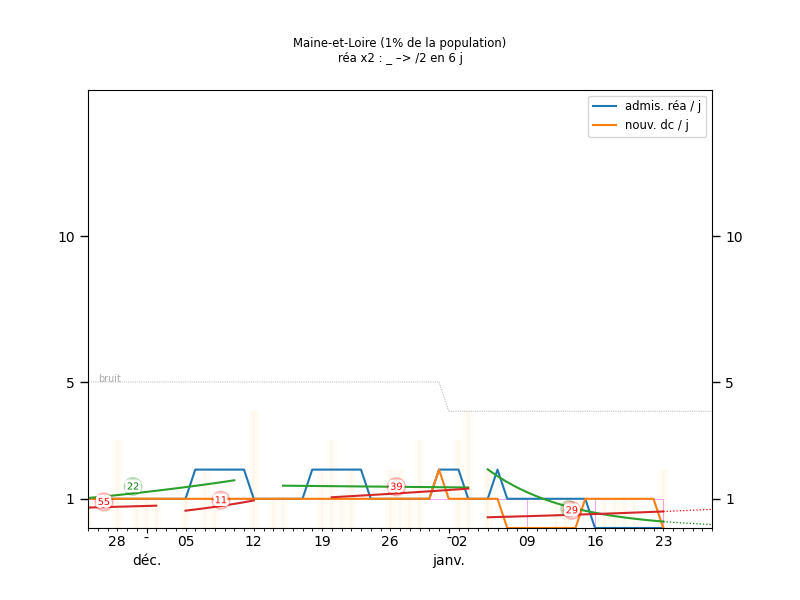 Maine-et-Loire (1% de la population)
réa x2 : _ –> /2 en 6 j
admis. réa / j
nouv. dc / j
10
10
bruit
5
5
22
39
55
11
29
1
1
28
05
12
19
26
02
09
16
23
déc.
janv.